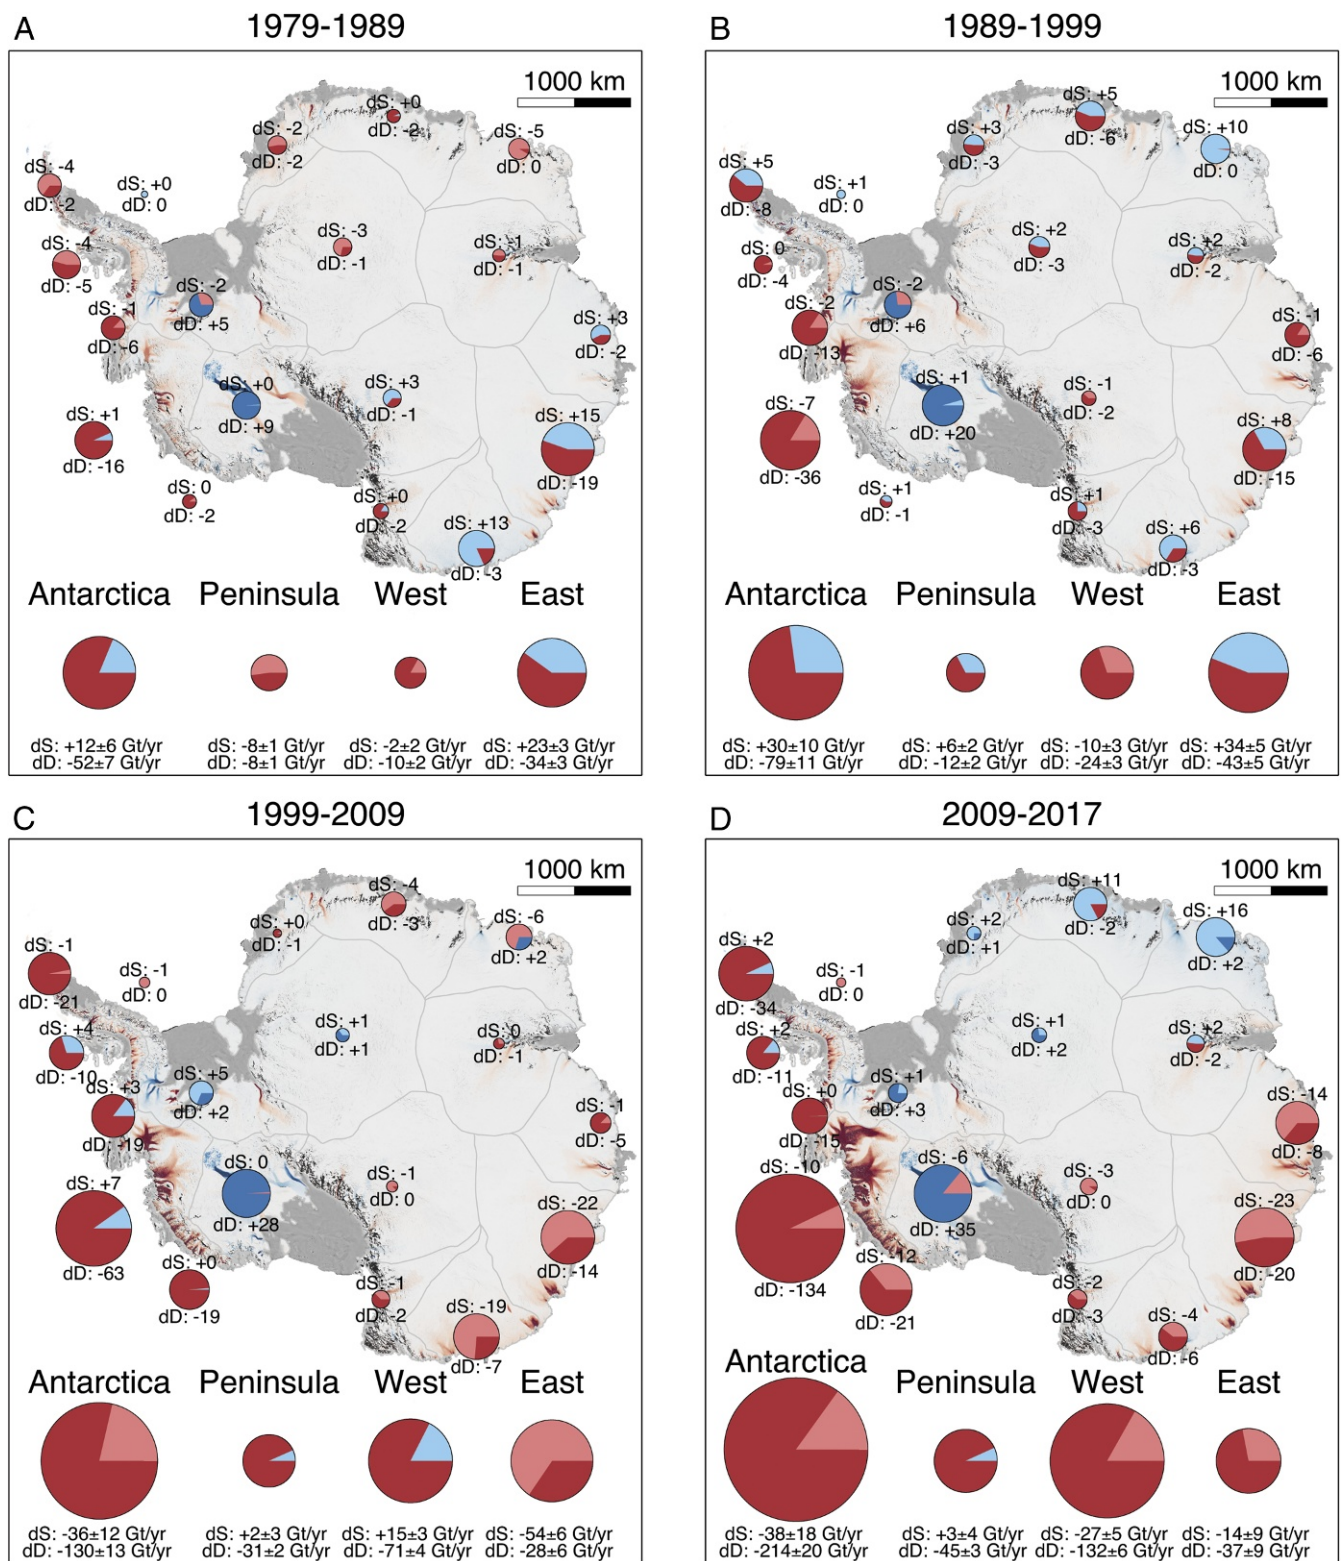 A
1979-1989
1000 km
dS: +0
dD: -2
dS: -2
dD: -2
dS: -5
dD: 0
dS: -4
dD: -2
dS: +0
dD: 0
dS: -3
dD: -1
dS: -1
dD: -1
dS: -4
dD: -5
dS: -2
dD: +5
dS: -1
dD: -6
dS: +3
dD: -2
dS: +0
dD: +9
dS: +3
dD: -1
dS: +1
dD: -16
dS: +15
dD: -19
dS: 0
dD: -2
dS: +0
dD: -2
dS: +13
dD: -3
Antarctica Peninsula West East
dS: +12±6 Gt/yr dS: -8±1 Gt/yr dS: -2±2 Gt/yr dS: +23±3 Gt/yr
dD: -52±7 Gt/yr dD: -8±1 Gt/yr dD: -10±2 Gt/yr dD: -34±3 Gt/yr
B
1989-1999
1000 km
dS: +5
dD: -6
dS: +3
dD: -3
dS: +10
dD: 0
dS: +5
dD: -8
dS: +1
dD: 0
dS: +2
dD: -3
dS: +2
dD: -2
dS: 0
dD: -4
dS: -2
dD: +6
dS: -2
dD: -13
dS: -1
dD: -6
dS: +1
dD: +20
dS: -1
dD: -2
dS: -7
dD: -36
dS: +8
dD: -15
dS: +1
dD: -1
dS: +1
dD: -3
dS: +6
dD: -3
Antarctica Peninsula West East
dS: +30±10 Gt/yr dS: +6±2 Gt/yr dS: -10±3 Gt/yr dS: +34±5 Gt/yr
dD: -79±11 Gt/yr dD: -12±2 Gt/yr dD: -24±3 Gt/yr dD: -43±5 Gt/yr
C
1999-2009
1000 km
dS: -4
dD: -3
dS: +0
dD: -1
dS: -6
dD: +2
dS: -1
dD: -21
dS: -1
dD: 0
dS: +1
dD: +1
dS: 0
dD: -1
dS: +4
dD: -10
dS: +5
dD: +2
dS: +3
dD: -19
dS: -1
dD: -5
dS: 0
dD: +28
dS: -1
dD: 0
dS: +7
dD: -63
dS: -22
dD: -14
dS: +0
dD: -19
dS: -1
dD: -2
dS: -19
dD: -7
Antarctica Peninsula West East
dS: -36±12 Gt/yr dS: +2±3 Gt/yr dS: +15±3 Gt/yr dS: -54±6 Gt/yr
dD: -130±13 Gt/yr dD: -31±2 Gt/yr dD: -71±4 Gt/yr dD: -28±6 Gt/yr
D
2009-2017
1000 km
dS: +11
dD: -2
dS: +2
dD: +1
dS: +16
dD: +2
dS: +2
dD: -34
dS: -1
dD: 0
dS: +1
dD: +2
dS: +2
dD: -2
dS: +2
dD: -11
dS: +1
dD: +3
dS: +0
dD: -15
dS: -14
dD: -8
dS: -6
dD: +35
dS: -3
dD: 0
dS: -10
dD: -134
dS: -23
dD: -20
dS: -12
dD: -21
dS: -2
dD: -3
dS: -4
dD: -6
Antarctica Peninsula West East
dS: -38±18 Gt/yr dS: +3±4 Gt/yr dS: -27±5 Gt/yr dS: -14±9 Gt/yr
dD: -214±20 Gt/yr dD: -45±3 Gt/yr dD: -132±6 Gt/yr dD: -37±9 Gt/yr